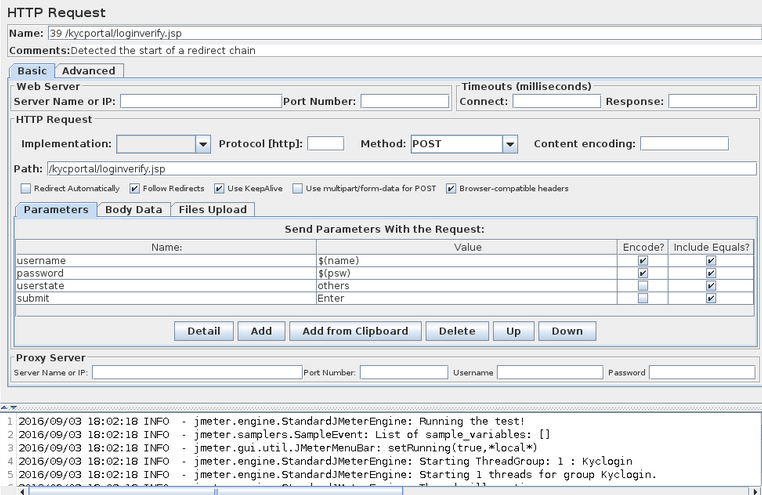 HTTP Request
Name: 39 /kycportal/loginverify.jsp
Comments:Detected the start of a redirect chain
Basic Advanced
Web Server Timeouts (milliseconds)
Server Name or IP: Port Number: Connect: Response:
HTTP Request
Implementation: Protocol [http]: Method: POST Content encoding:
Path: /kycportal/loginverify.jsp
Redirect Automatically Follow Redirects Use KeepAlive Use multipart/form-data for POST Browser-compatible headers
Parameters Body Data Files Upload
Send Parameters With the Request:
Name: Value Encode? Include Equals?
username $(name)
password $(psw)
userstate others
submit Enter
Detail Add Add from Clipboard Delete Up Down
Proxy Server
Server Name or IP: Port Number: Username Password
1 2016/09/03 18:02:18 INFO - jmeter.engine.StandardJMeterEngine: Running the test!
2 2016/09/03 18:02:18 INFO - jmeter.samplers.SampleEvent: List of sample_variables: []
3 2016/09/03 18:02:18 INFO - jmeter.gui.util.JMeterMenuBar: setRunning(true,*local*)
4 2016/09/03 18:02:18 INFO - jmeter.engine.StandardJMeterEngine: Starting ThreadGroup: 1 : Kyclogin
5 2016/09/03 18:02:18 INFO - jmeter.engine.StandardJMeterEngine: Starting 1 threads for group Kyclogin.